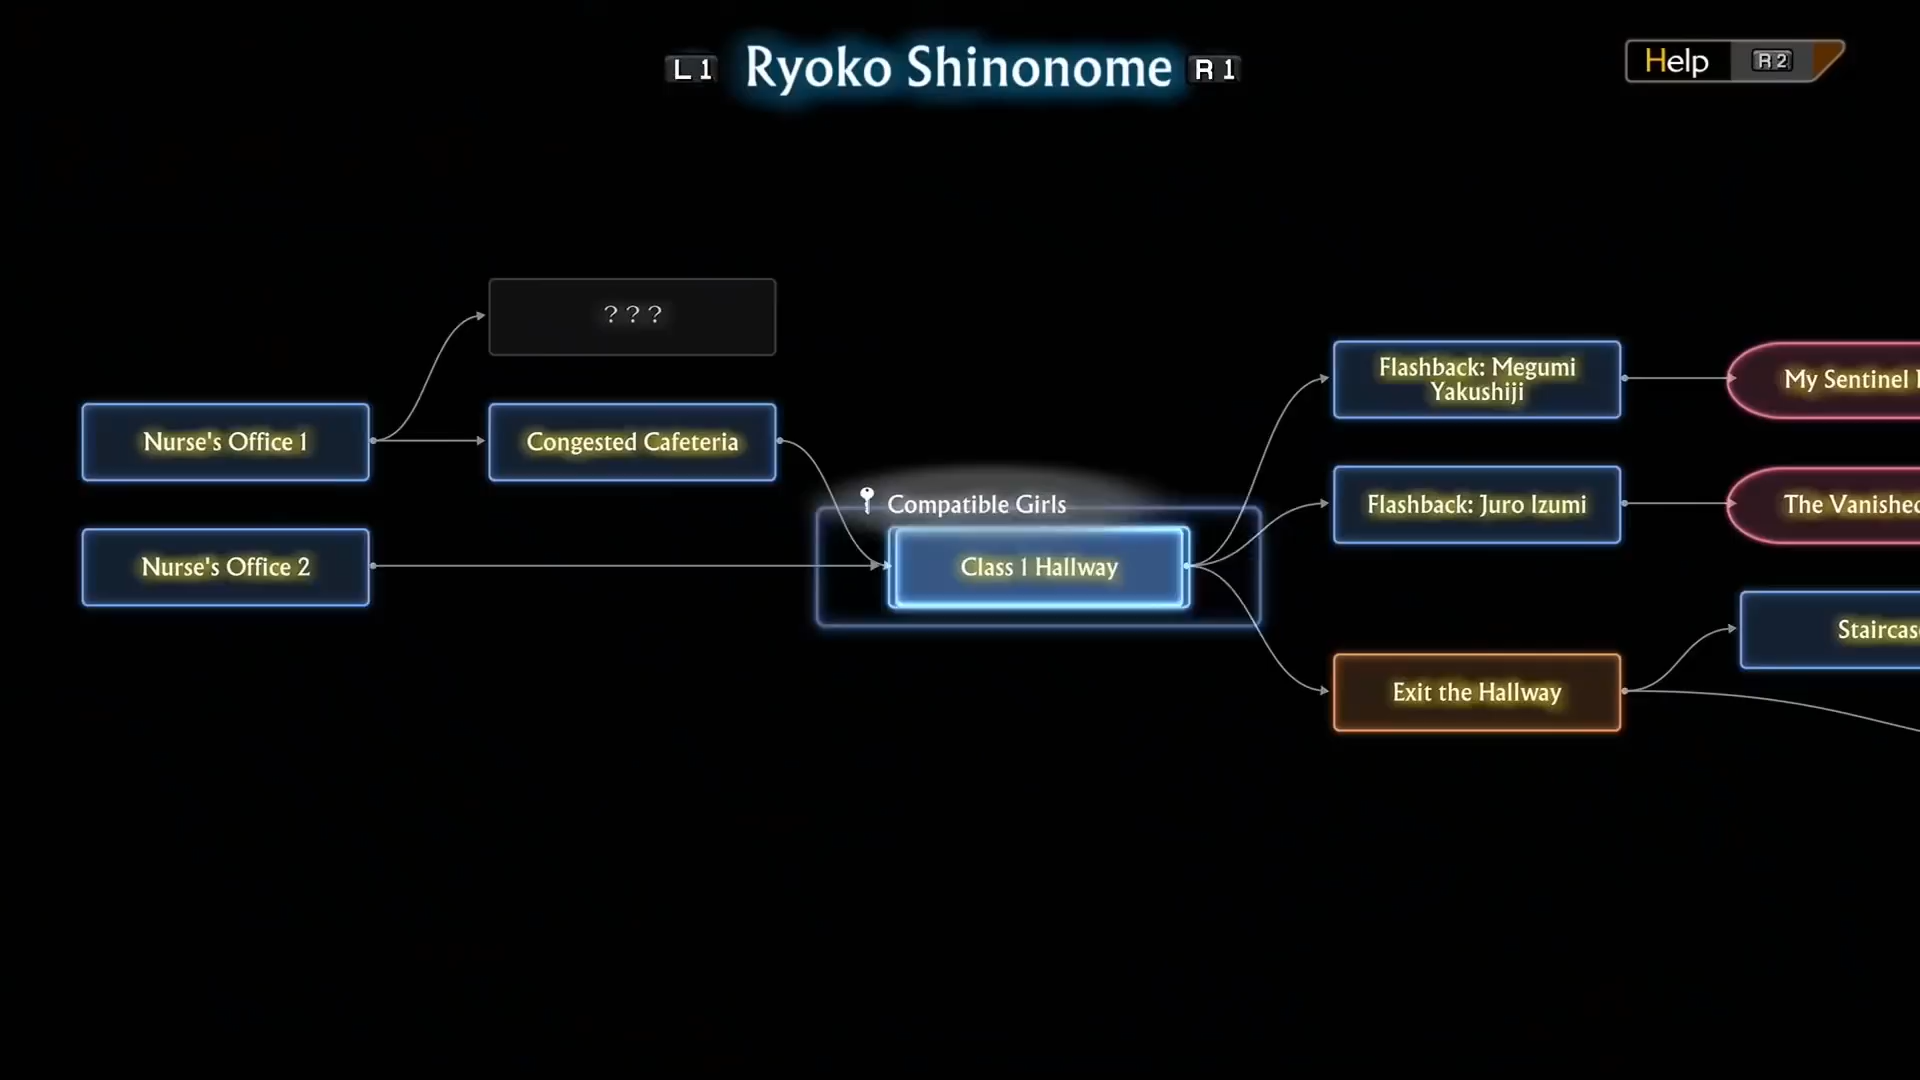 L1 Ryoko Shinonome R1
Help R2
? ? ?
Nurse's Office 1
Congested Cafeteria
Nurse's Office 2
Compatible Girls
Class 1 Hallway
Flashback: Megumi
Yakushiji
My Sentinel
Flashback: Juro Izumi
The Vanished
Exit the Hallway
Staircas